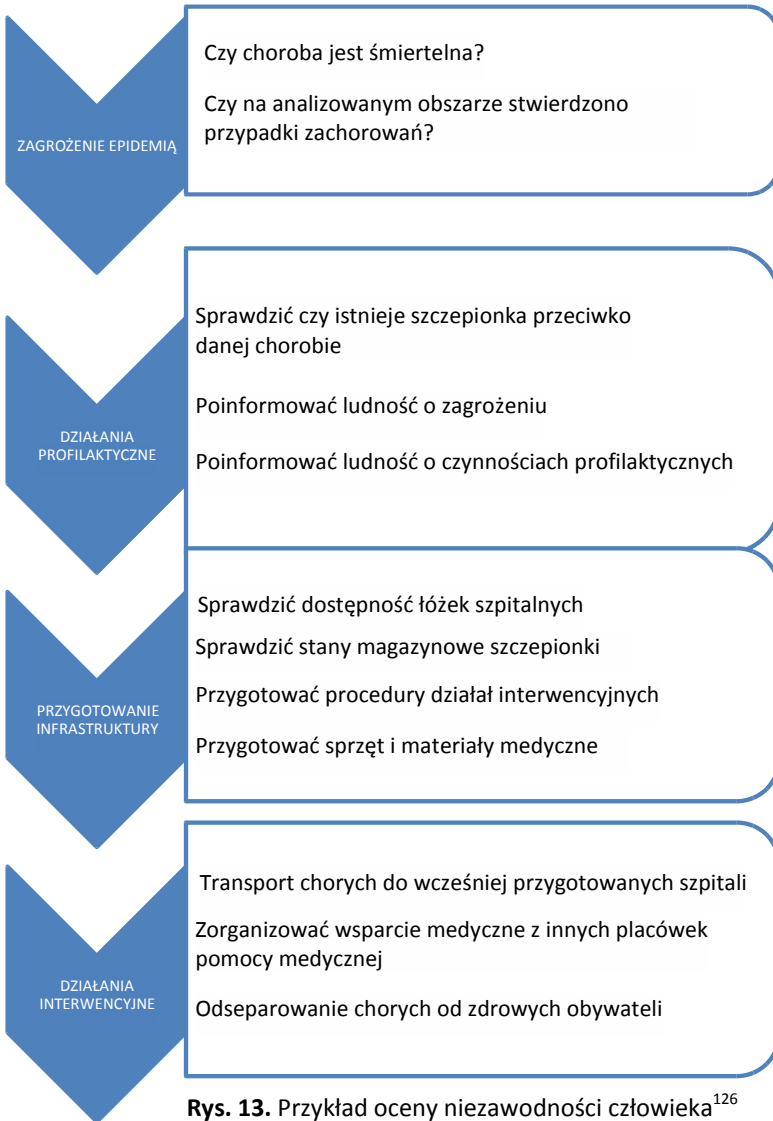 Czy choroba jest śmiertelna?
Czy na analizowanym obszarze stwierdzono
przypadki zachorowań?
ZAGROŻENIE EPIDEMIĄ
Sprawdzić czy istnieje szczepionka przeciwko
danej chorobie
Poinformować ludność o zagrożeniu
Poinformować ludność o czynnościach profilaktycznych
DZIAŁANIA
PROFILAKTYCZNE
Sprawdzić dostępność łóżek szpitalnych
Sprawdzić stany magazynowe szczepionki
Przygotować procedury działał interwencyjnych
Przygotować sprzęt i materiały medyczne
PRZYGOTOWANIE
INFRASTRUKTURY
Transport chorych do wcześniej przygotowanych szpitali
Zorganizować wsparcie medyczne z innych placówek
pomocy medycznej
Odseparowanie chorych od zdrowych obywateli
DZIAŁANIA
INTERWENCYJNE
Rys. 13. Przykład oceny niezawodności człowieka126